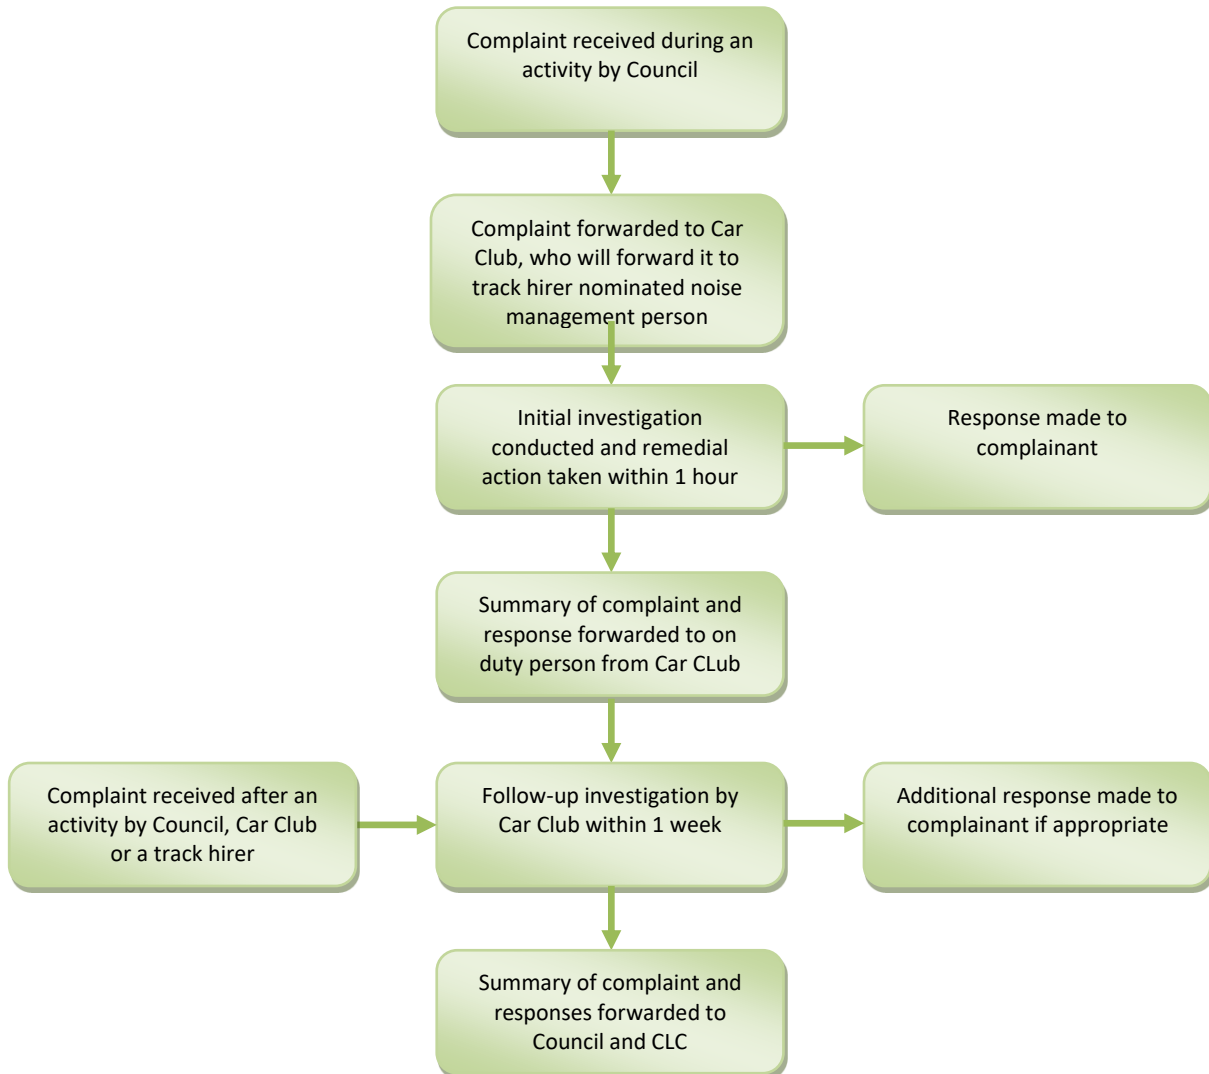 Complaint received during an
activity by Council
Complaint forwarded to Car
Club, who will forward it to
track hirer nominated noise
management person
Initial investigation
conducted and remedial
action taken within 1 hour
Response made to
complainant
Summary of complaint and
response forwarded to on
duty person from Car CLub
Complaint received after an
activity by Council, Car Club
or a track hirer
Follow-up investigation by
Car Club within 1 week
Additional response made to
complainant if appropriate
Summary of complaint and
responses forwarded to
Council and CLC